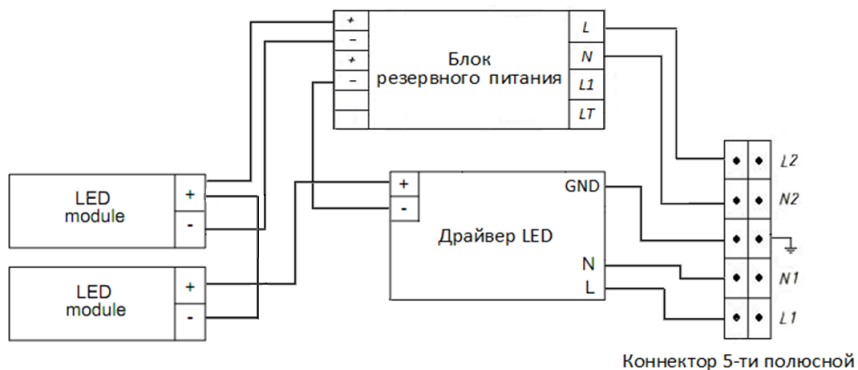 +
−
+
−
Блок
резервного питания
L
N
L1
LT
LED
module
+
-
LED
module
+
-
+
-
Драйвер LED
GND
N
L
L2
N2
N1
L1
Коннектор 5-ти полюсной